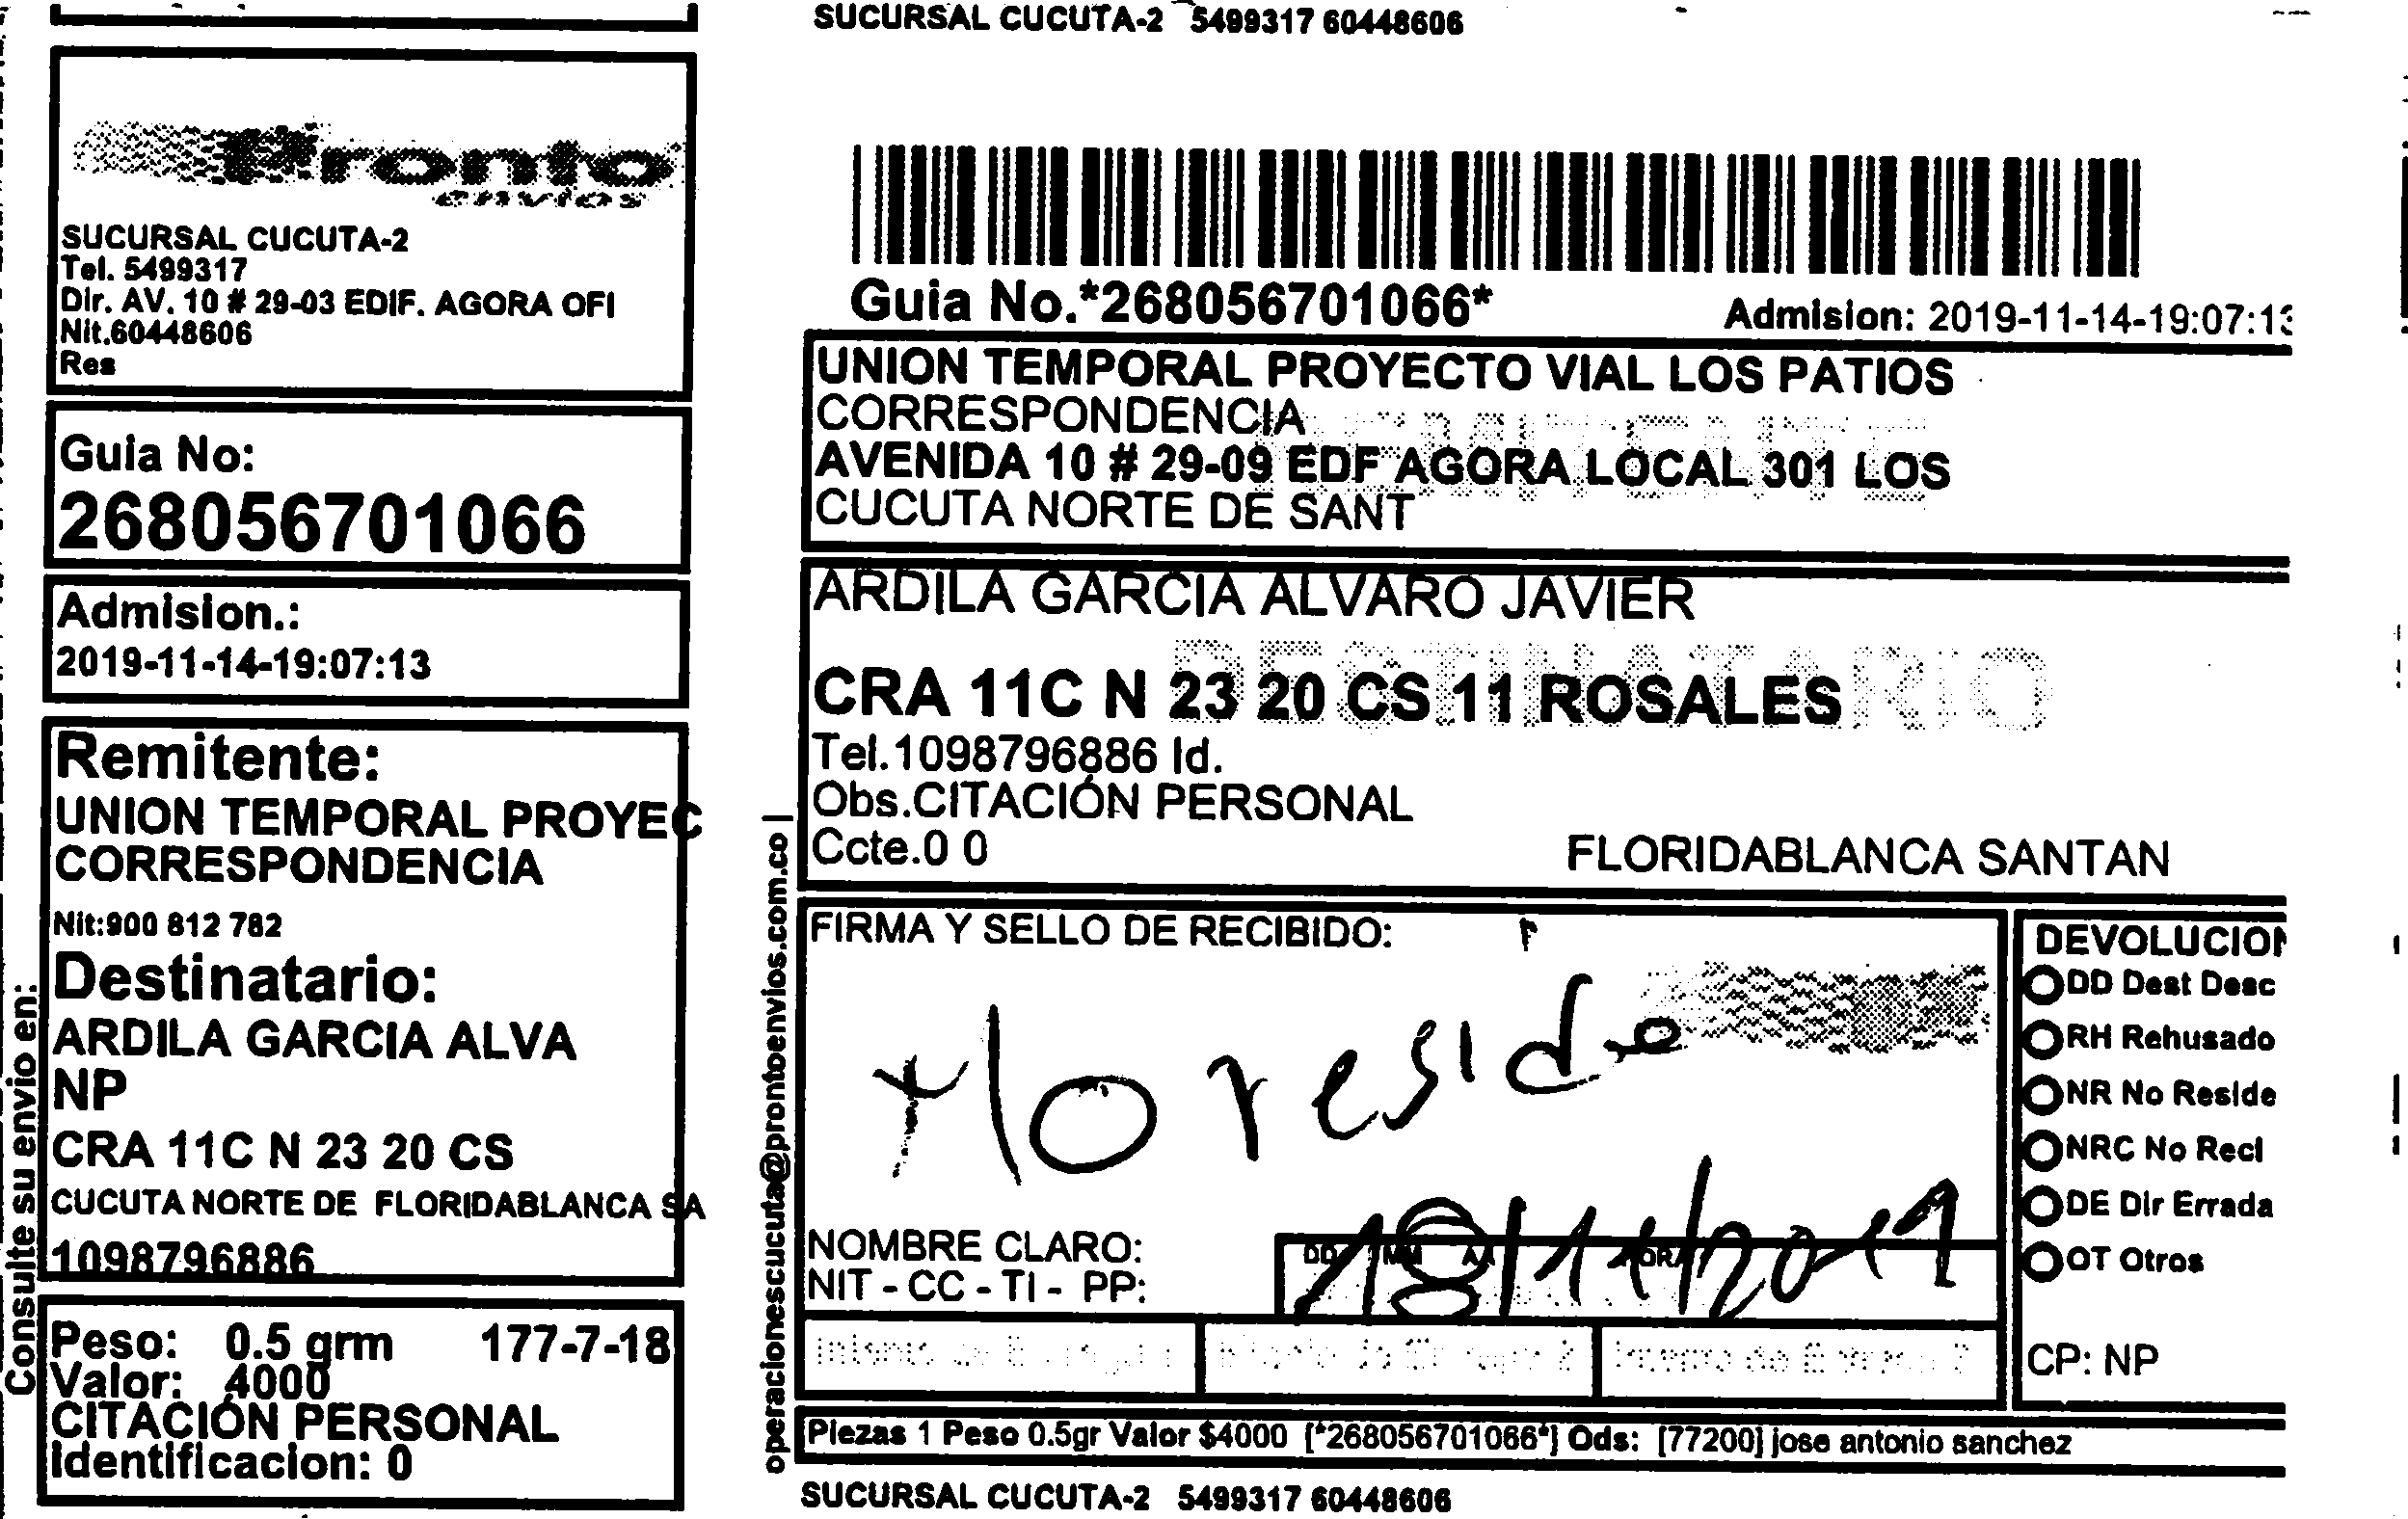 SUCURSAL CUCUTA-2 5499317 60448606
Pronto
envios
SUCURSAL CUCUTA-2
Tel. 5499317
Dir. AV. 10 # 29-03 EDIF. AGORA OFI
Nit.60448606
Res
Guia No:
268056701066
Admision.:
2019-11-14-19:07:13
Remitente:
UNION TEMPORAL PROYEC
CORRESPONDENCIA
Nit:900 812 782
Destinatario:
ARDILA GARCIA ALVA
NP
CRA 11C N 23 20 CS
CUCUTA NORTE DE FLORIDABLANCA SA
1098796886
Peso: 0.5 grm 177-7-18
Valor: 4000
CITACIÓN PERSONAL
Identificacion: 0
Consulte su envio en:
operacionescucuta@prontoenvios.com.co |
Guia No.*268056701066*
Admision: 2019-11-14-19:07:13
UNION TEMPORAL PROYECTO VIAL LOS PATIOS
CORRESPONDENCIA
REMITENTE
AVENIDA 10 # 29-09 EDF AGORA LOCAL 301 LOS
CUCUTA NORTE DE SANT
ARDILA GARCIA ALVARO JAVIER
DESTINATARIO
CRA 11C N 23 20 CS 11 ROSALES
Tel.1098796886 Id.
Obs.CITACIÓN PERSONAL
Ccte.0 0
FLORIDABLANCA SANTAN
FIRMA Y SELLO DE RECIBIDO:
No reside
NOMBRE CLARO:
NIT - CC - TI - PP:
DD MM AA HORA
18/11/2019
DEVOLUCION
DD Dest Desc
RH Rehusado
NR No Reside
NRC No Recl
DE Dir Errada
OT Otros
CP: NP
Piezas 1 Peso 0.5gr Valor $4000 [*268056701066*] Ods: [77200] jose antonio sanchez
SUCURSAL CUCUTA-2 5499317 60448606